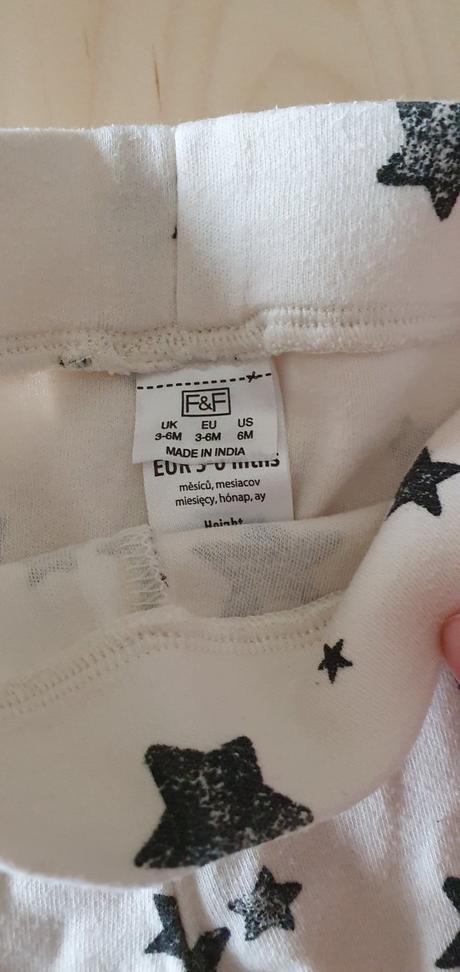 F&F
UK EU US
3-6M 3-6M 6M
MADE IN INDIA
EUR 3-6 mths
měsíců, mesiacov
miesięcy, hónap, ay
Height